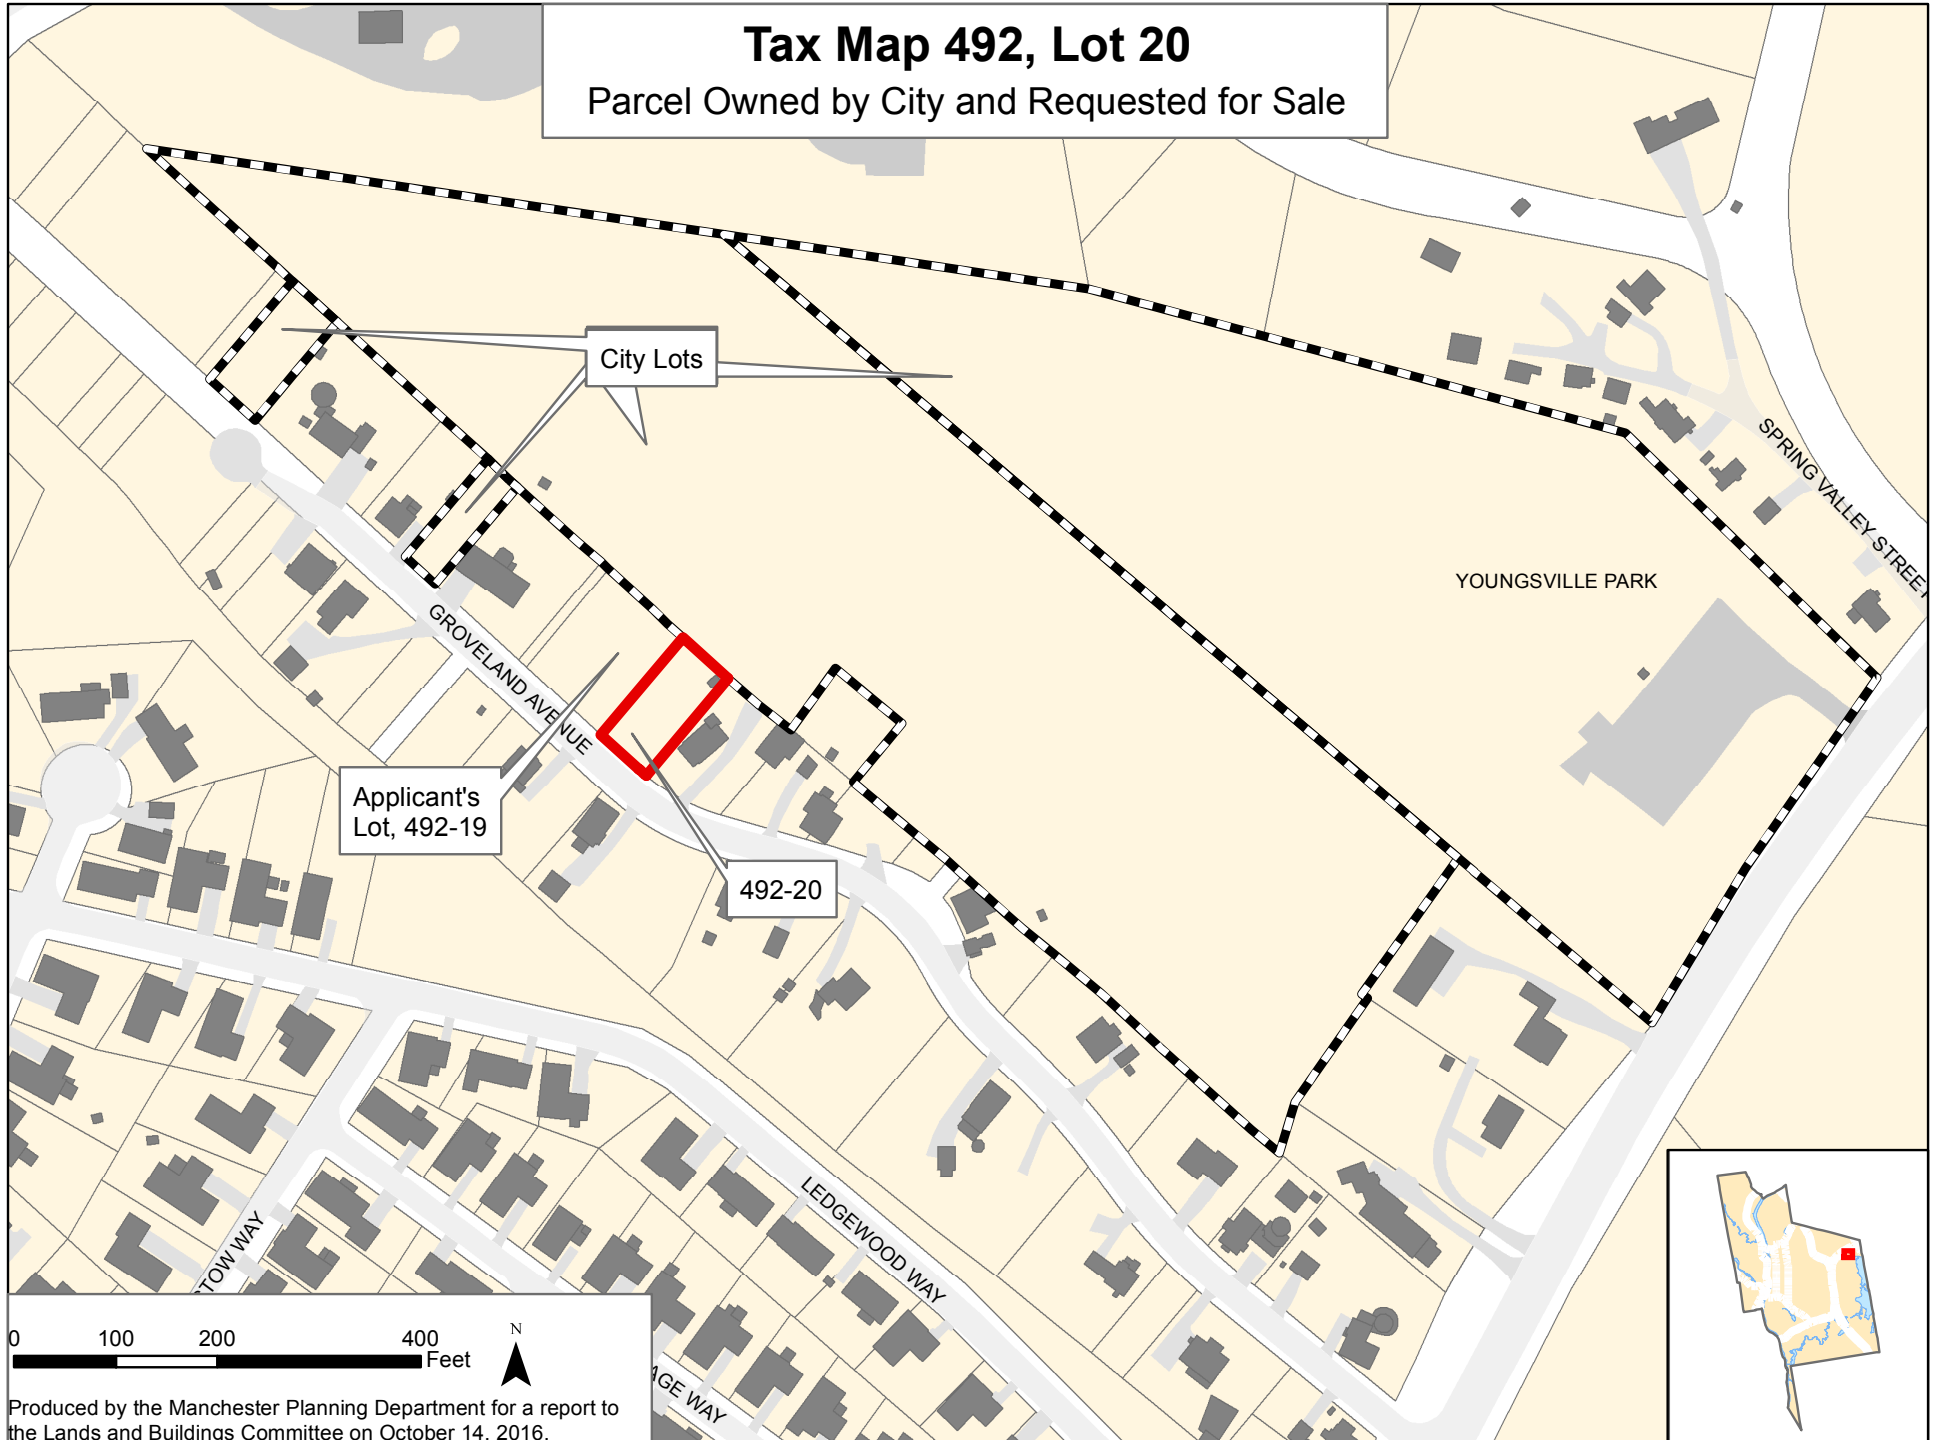 Tax Map 492, Lot 20
Parcel Owned by City and Requested for Sale
City Lots
SPRING VALLEY STREET
YOUNGSVILLE PARK
GROVELAND AVENUE
Applicant's
Lot, 492-19
492-20
LEDGEWOOD WAY
TOW WAY
AGE WAY
0 100 200 400
Feet
N
Produced by the Manchester Planning Department for a report to
the Lands and Buildings Committee on October 14, 2016.